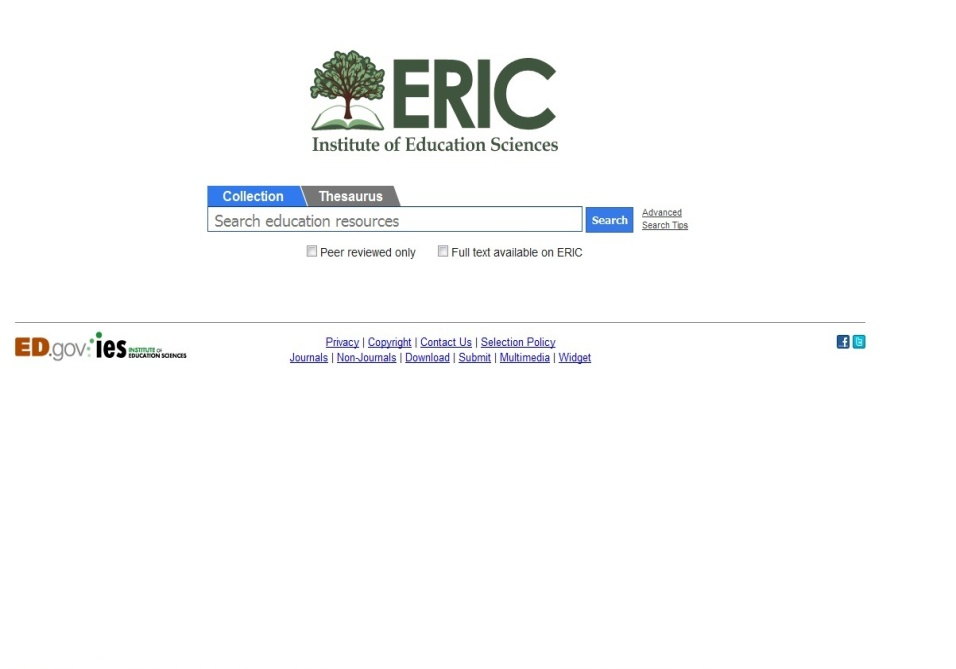 ERIC
Institute of Education Sciences
Collection Thesaurus
Search education resources Search Advanced
Search Tips
Peer reviewed only Full text available on ERIC
ED.gov ies INSTITUTE OF
EDUCATION SCIENCES
Privacy | Copyright | Contact Us | Selection Policy
Journals | Non-Journals | Download | Submit | Multimedia | Widget
f t